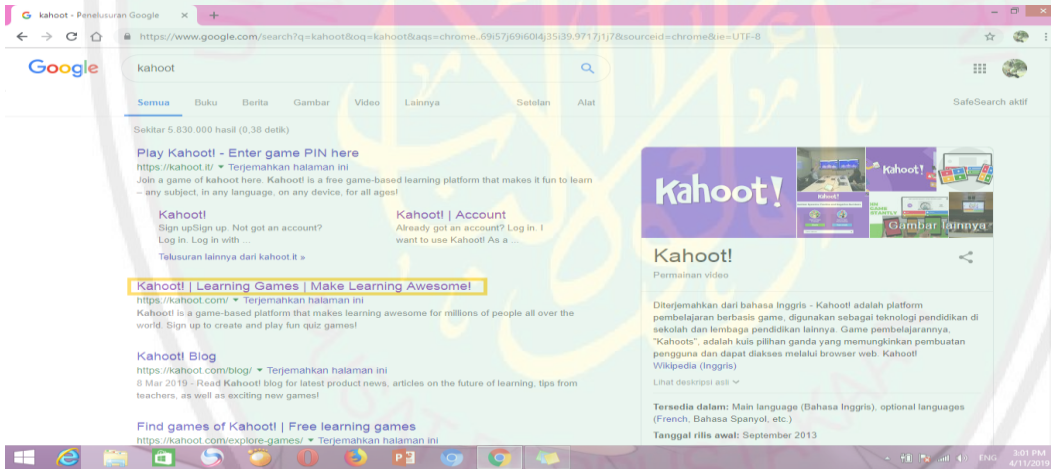 kahoot - Penelusuran Google
https://www.google.com/search?q=kahoot&oq=kahoot&aqs=chrome..69i57j69i60l4j35i39.9717j1j7&sourceid=chrome&ie=UTF-8
Google
kahoot
Semua Buku Berita Gambar Video Lainnya Setelan Alat
SafeSearch aktif
Sekitar 5.830.000 hasil (0,38 detik)
Play Kahoot! - Enter game PIN here
https://kahoot.it/ ▾ Terjemahkan halaman ini
Join a game of kahoot here. Kahoot! is a free game-based learning platform that makes it fun to learn
– any subject, in any language, on any device, for all ages!
Kahoot!
Sign upSign up. Not got an account?
Log in. Log in with ...
Kahoot! | Account
Already got an account? Log in. I
want to use Kahoot! As a ...
Telusuran lainnya dari kahoot.it »
Kahoot! | Learning Games | Make Learning Awesome!
https://kahoot.com/ ▾ Terjemahkan halaman ini
Kahoot! is a game-based platform that makes learning awesome for millions of people all over the
world. Sign up to create and play fun quiz games!
Kahoot! Blog
https://kahoot.com/blog/ ▾ Terjemahkan halaman ini
8 Mar 2019 - Read Kahoot! blog for latest product news, articles on the future of learning, tips from
teachers, as well as exciting new games!
Find games of Kahoot! | Free learning games
https://kahoot.com/explore-games/ ▾ Terjemahkan halaman ini
Kahoot!
Kahoot!
Gambar lainnya
Kahoot!
Permainan video
Diterjemahkan dari bahasa Inggris - Kahoot! adalah platform
pembelajaran berbasis game, digunakan sebagai teknologi pendidikan di
sekolah dan lembaga pendidikan lainnya. Game pembelajarannya,
"Kahoots", adalah kuis pilihan ganda yang memungkinkan pembuatan
pengguna dan dapat diakses melalui browser web. Kahoot!
Wikipedia (Inggris)
Lihat deskripsi asli
Tersedia dalam: Main language (Bahasa Inggris), optional languages
(French, Bahasa Spanyol, etc.)
Tanggal rilis awal: September 2013
ENG
3:01 PM
4/11/2019